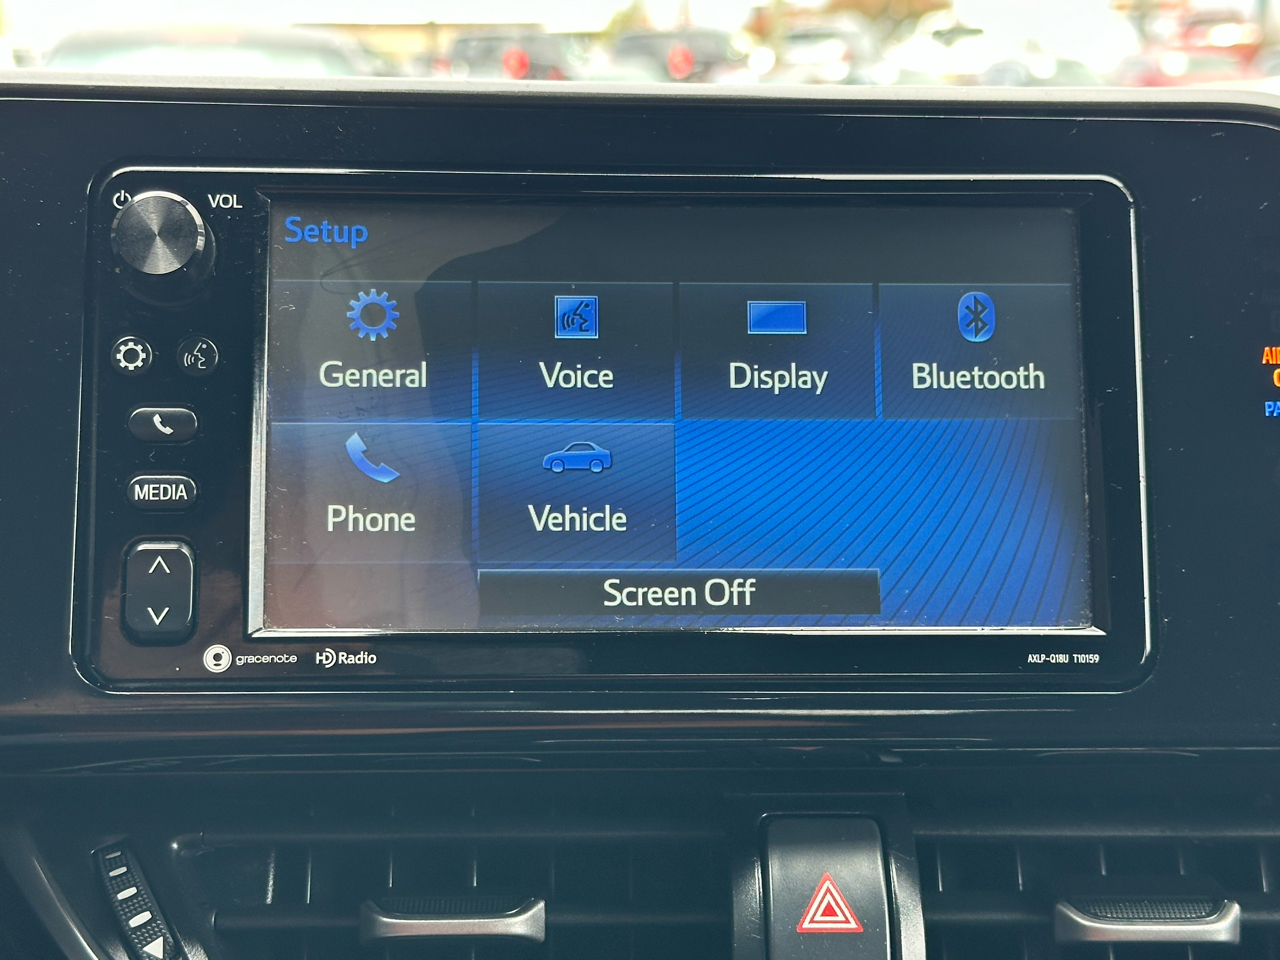 VOL
Setup
General Voice Display Bluetooth
Phone Vehicle
Screen Off
MEDIA
gracenote HD Radio AXLP-Q18U T10159